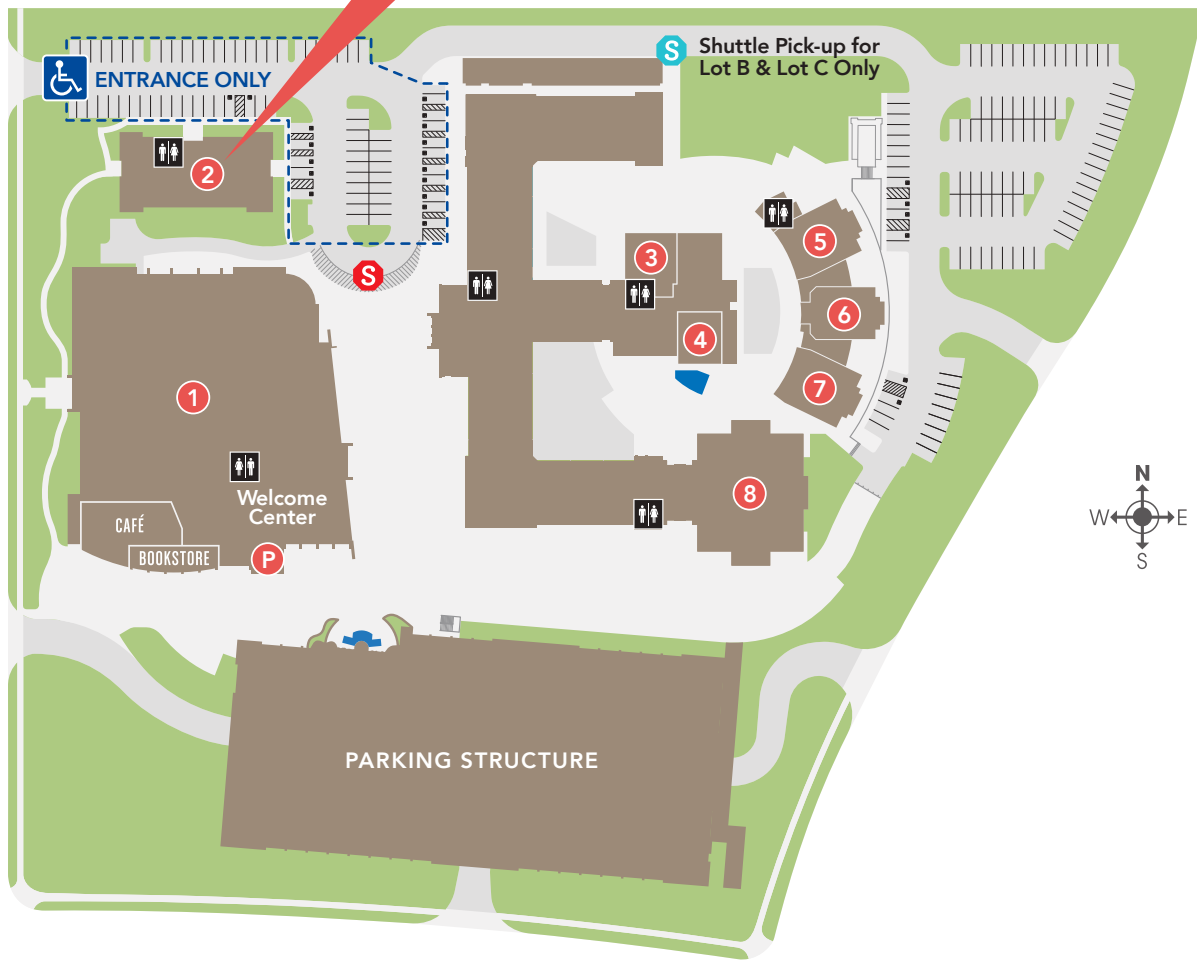 S
Shuttle Pick-up for
Lot B & Lot C Only
ENTRANCE ONLY
2
S
3
5
6
4
7
1
8
Welcome
Center
CAFÉ
BOOKSTORE
P
N
W
E
S
PARKING STRUCTURE